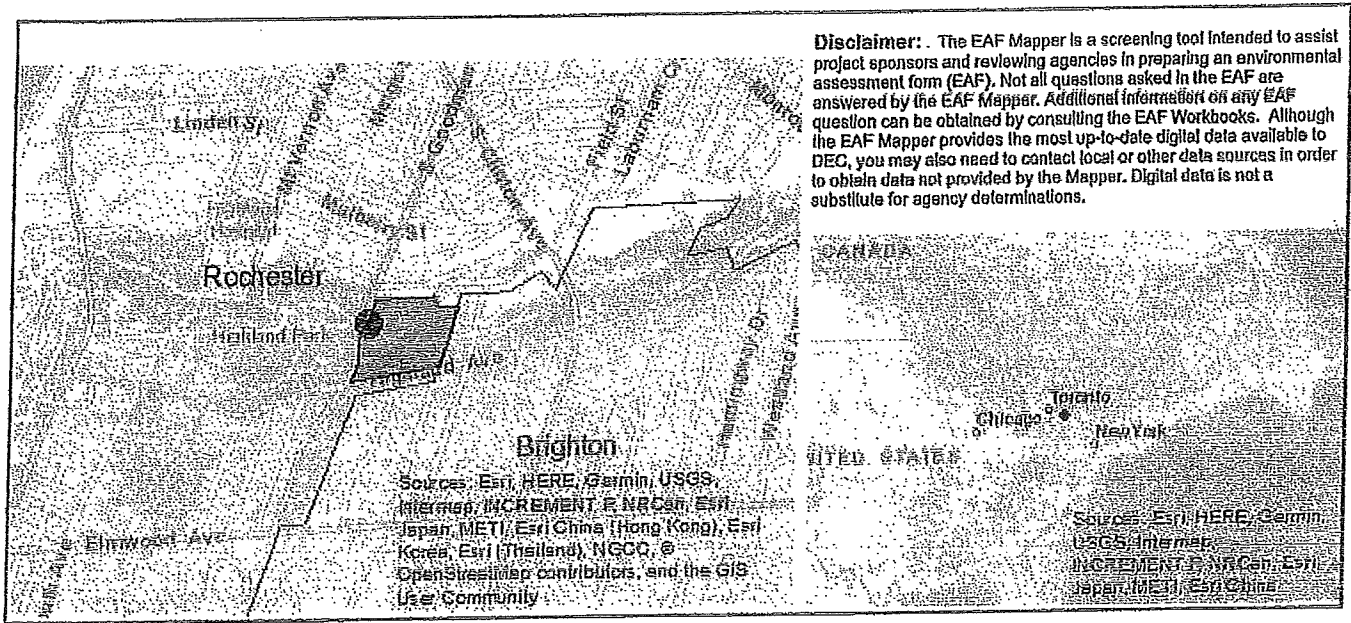 Disclaimer: . The EAF Mapper is a screening tool intended to assist
project sponsors and reviewing agencies in preparing an environmental
assessment form (EAF). Not all questions asked in the EAF are
answered by the EAF Mapper. Additional information on any EAF
question can be obtained by consulting the EAF Workbooks. Although
the EAF Mapper provides the most up-to-date digital data available to
DEC, you may also need to contact local or other data sources in order
to obtain data not provided by the Mapper. Digital data is not a
substitute for agency determinations.
Linden St
Rochester
Highland Park
Brighton
Elmwood Ave
Sources: Esri, HERE, Garmin, USGS,
Intermap, INCREMENT P, NRCan, Esri
Japan, METI, Esri China (Hong Kong), Esri
Korea, Esri (Thailand), NGCC, ©
OpenStreetMap contributors, and the GIS
User Community
CANADA
Toronto
Chicago
New York
UNITED STATES
Sources: Esri, HERE, Garmin,
USGS, Intermap,
INCREMENT P, NRCan, Esri
Japan, METI, Esri China